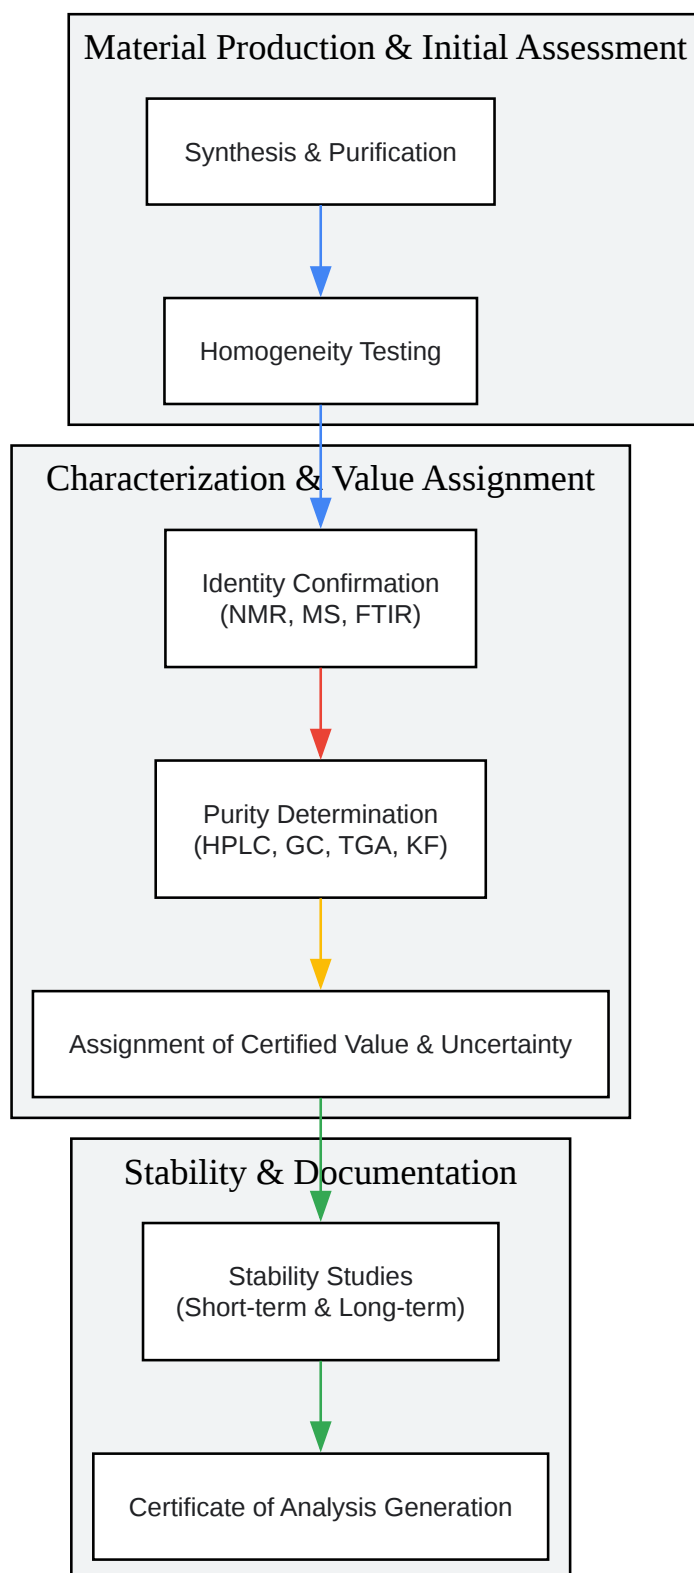 Material Production & Initial Assessment
Synthesis & Purification
Homogeneity Testing
Characterization & Value Assignment
Identity Confirmation
(NMR, MS, FTIR)
Purity Determination
(HPLC, GC, TGA, KF)
Assignment of Certified Value & Uncertainty
Stability & Documentation
Stability Studies
(Short-term & Long-term)
Certificate of Analysis Generation